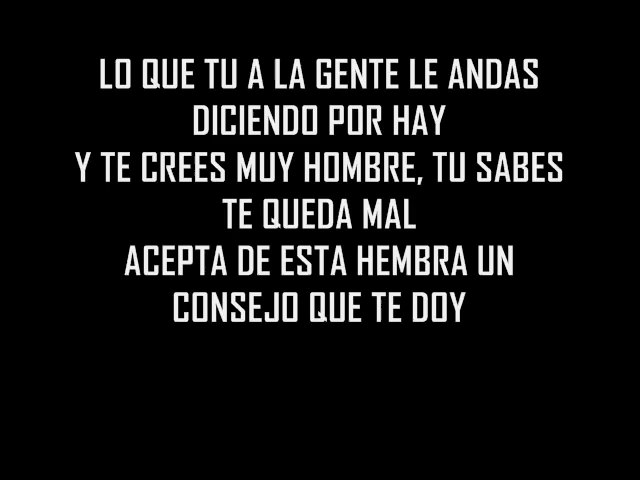 LO QUE TU A LA GENTE LE ANDAS
DICIENDO POR HAY
Y TE CREES MUY HOMBRE, TU SABES
TE QUEDA MAL
ACEPTA DE ESTA HEMBRA UN
CONSEJO QUE TE DOY